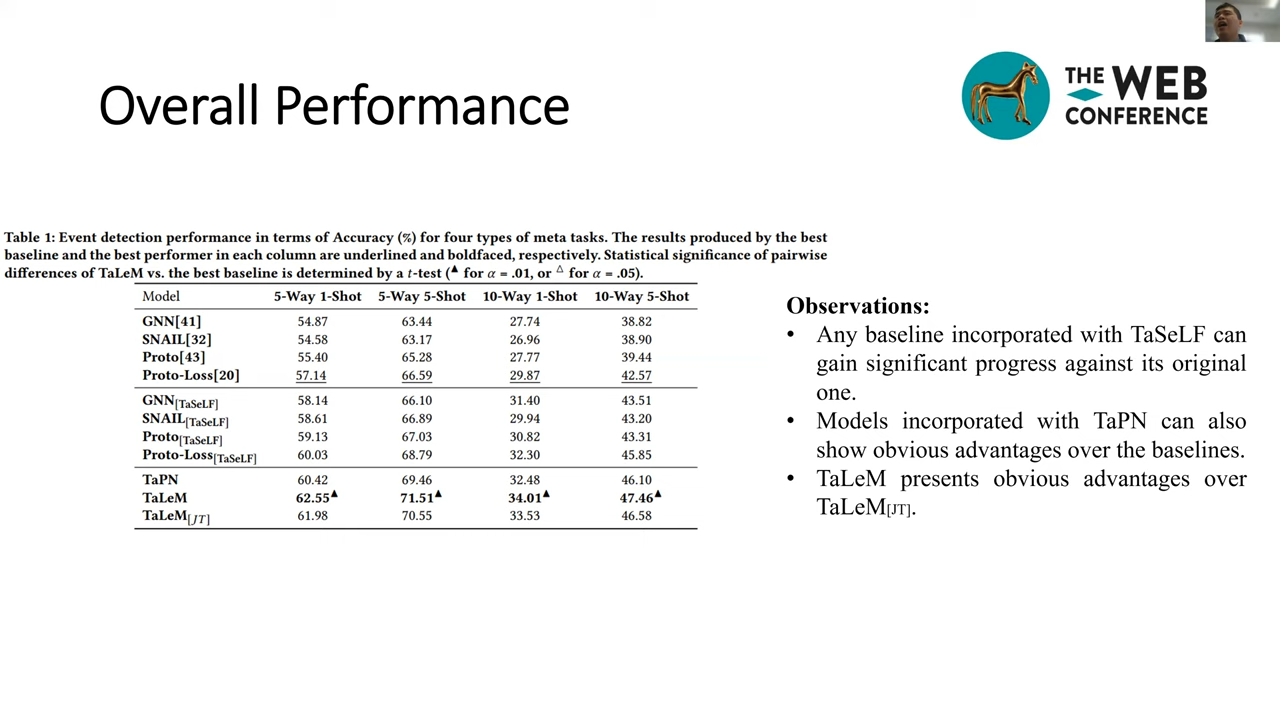 Overall Performance
THE WEB
CONFERENCE
Table 1: Event detection performance in terms of Accuracy (%) for four types of meta tasks. The results produced by the best
baseline and the best performer in each column are underlined and boldfaced, respectively. Statistical significance of pairwise
differences of TaLeM vs. the best baseline is determined by a t-test (▲ for α = .01, or △ for α = .05).
Model 5-Way 1-Shot 5-Way 5-Shot 10-Way 1-Shot 10-Way 5-Shot
GNN[41] 54.87 63.44 27.74 38.82
SNAIL[32] 54.58 63.17 26.96 38.90
Proto[43] 55.40 65.28 27.77 39.44
Proto-Loss[20] 57.14 66.59 29.87 42.57
GNN[TaSeLF] 58.14 66.10 31.40 43.51
SNAIL[TaSeLF] 58.61 66.89 29.94 43.20
Proto[TaSeLF] 59.13 67.03 30.82 43.31
Proto-Loss[TaSeLF] 60.03 68.79 32.30 45.85
TaPN 60.42 69.46 32.48 46.10
TaLeM 62.55▲ 71.51▲ 34.01▲ 47.46▲
TaLeM[JT] 61.98 70.55 33.53 46.58
Observations:
• Any baseline incorporated with TaSeLF can
gain significant progress against its original
one.
• Models incorporated with TaPN can also
show obvious advantages over the baselines.
• TaLeM presents obvious advantages over
TaLeM[JT].